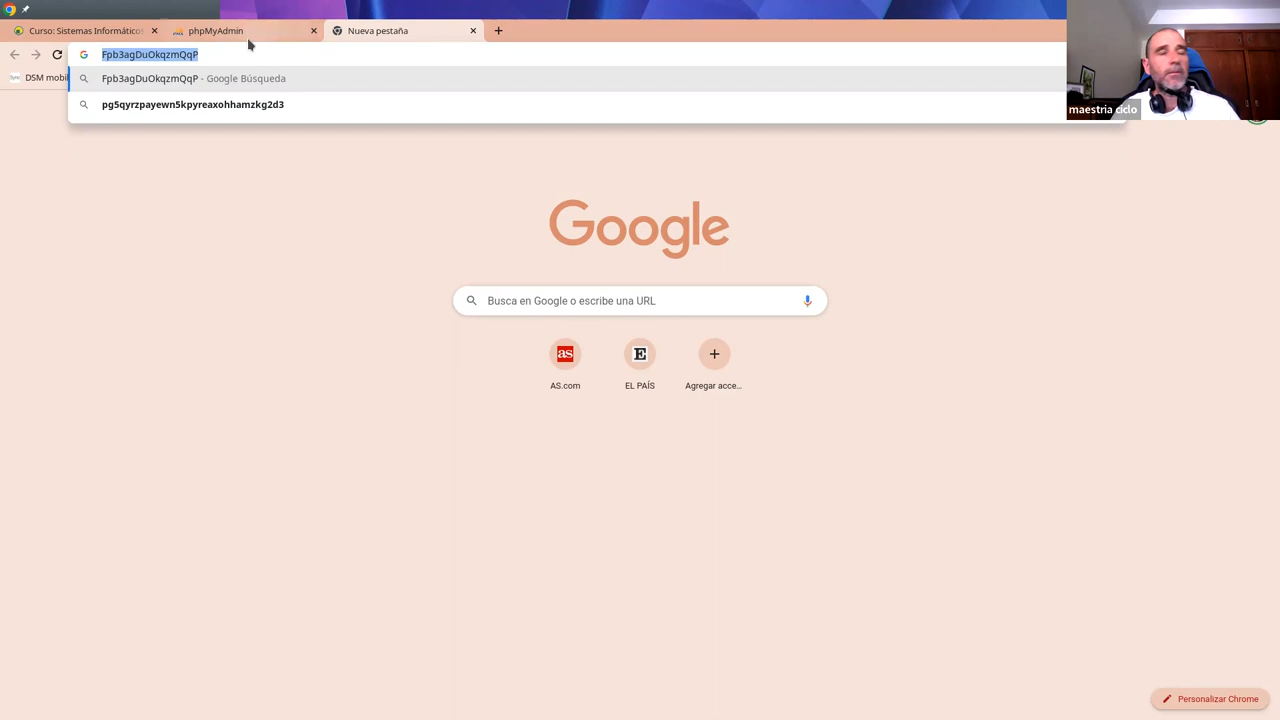 Curso: Sistemas Informáticos
phpMyAdmin
Nueva pestaña
Fpb3agDuOkqzmQqP
DSM mobil
Fpb3agDuOkqzmQqP - Google Búsqueda
pg5qyrzpayewn5kpyreaxohhamzkg2d3
maestria ciclo
Google
Busca en Google o escribe una URL
as
E
AS.com
EL PAÍS
Agregar acce...
Personalizar Chrome